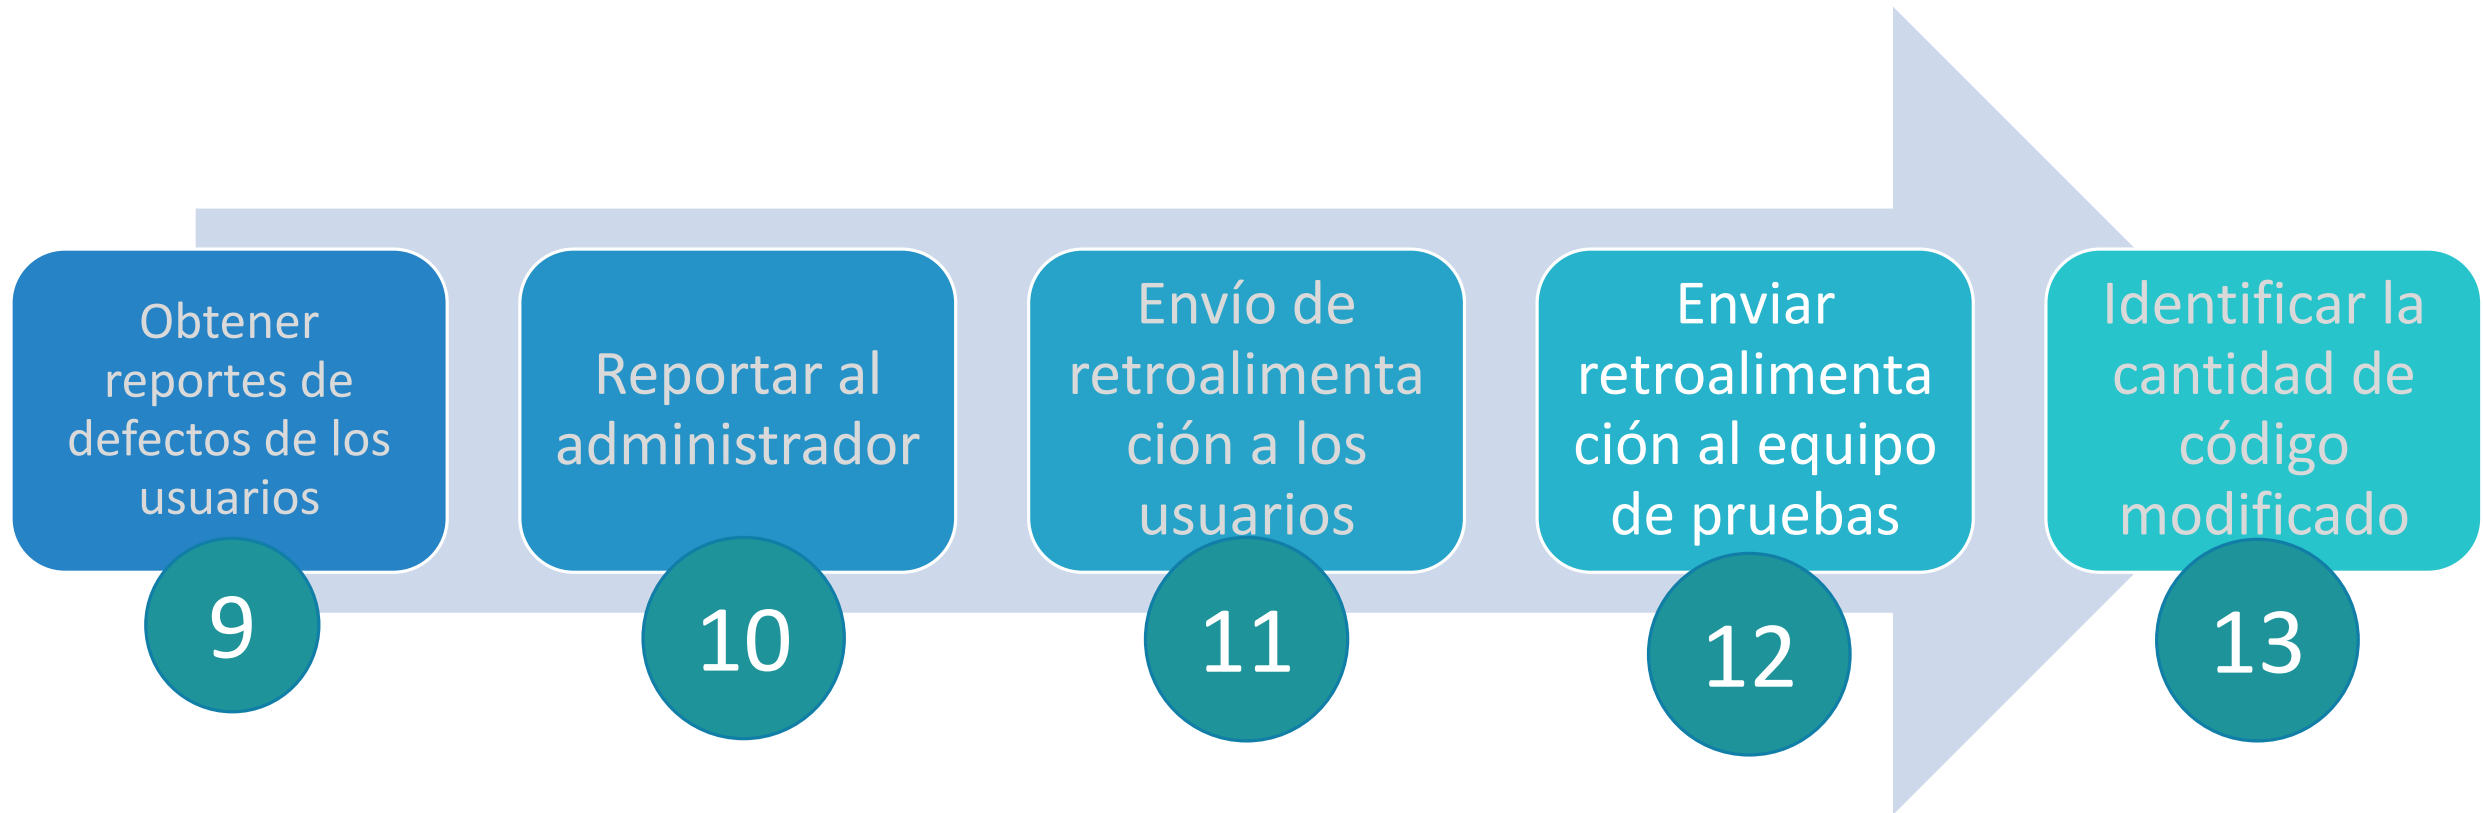 Obtener
reportes de
defectos de los
usuarios
9
Reportar al
administrador
10
Envío de
retroalimenta
ción a los
usuarios
11
Enviar
retroalimenta
ción al equipo
de pruebas
12
Identificar la
cantidad de
código
modificado
13